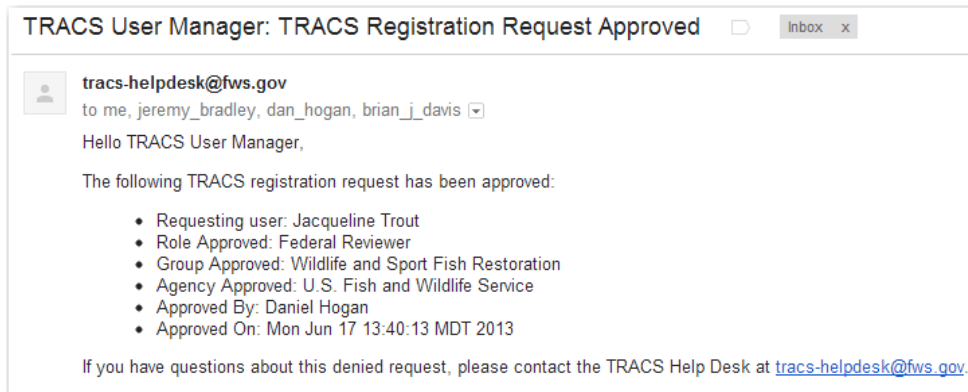 TRACS User Manager: TRACS Registration Request Approved Inbox x
tracs-helpdesk@fws.gov
to me, jeremy_bradley, dan_hogan, brian_j_davis
Hello TRACS User Manager,
The following TRACS registration request has been approved:
• Requesting user: Jacqueline Trout
• Role Approved: Federal Reviewer
• Group Approved: Wildlife and Sport Fish Restoration
• Agency Approved: U.S. Fish and Wildlife Service
• Approved By: Daniel Hogan
• Approved On: Mon Jun 17 13:40:13 MDT 2013
If you have questions about this denied request, please contact the TRACS Help Desk at tracs-helpdesk@fws.gov.